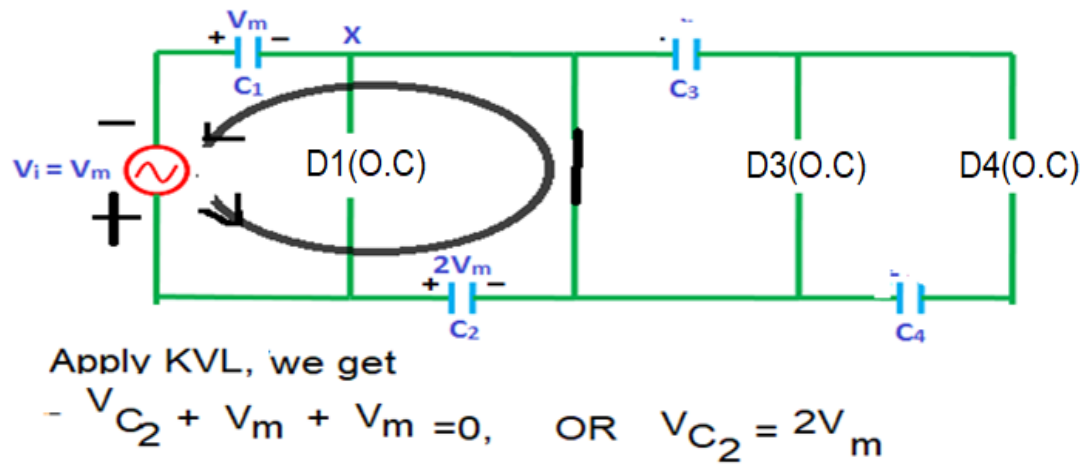 Vm
+ − X
C1 C3
−
Vi = Vm D1(O.C) D3(O.C) D4(O.C)
+
2Vm
+ −
C2 C4
Apply KVL, we get
- VC2 + Vm + Vm =0, OR VC2 = 2Vm